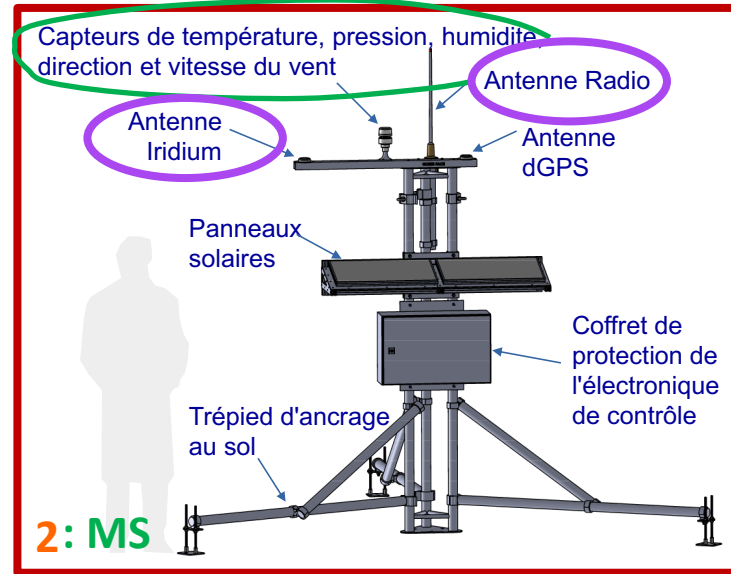 Capteurs de température, pression, humidité,
direction et vitesse du vent
Antenne Radio
Antenne
Iridium
Antenne
dGPS
Panneaux
solaires
Coffret de
protection de
l'électronique
de contrôle
Trépied d'ancrage
au sol
2: MS